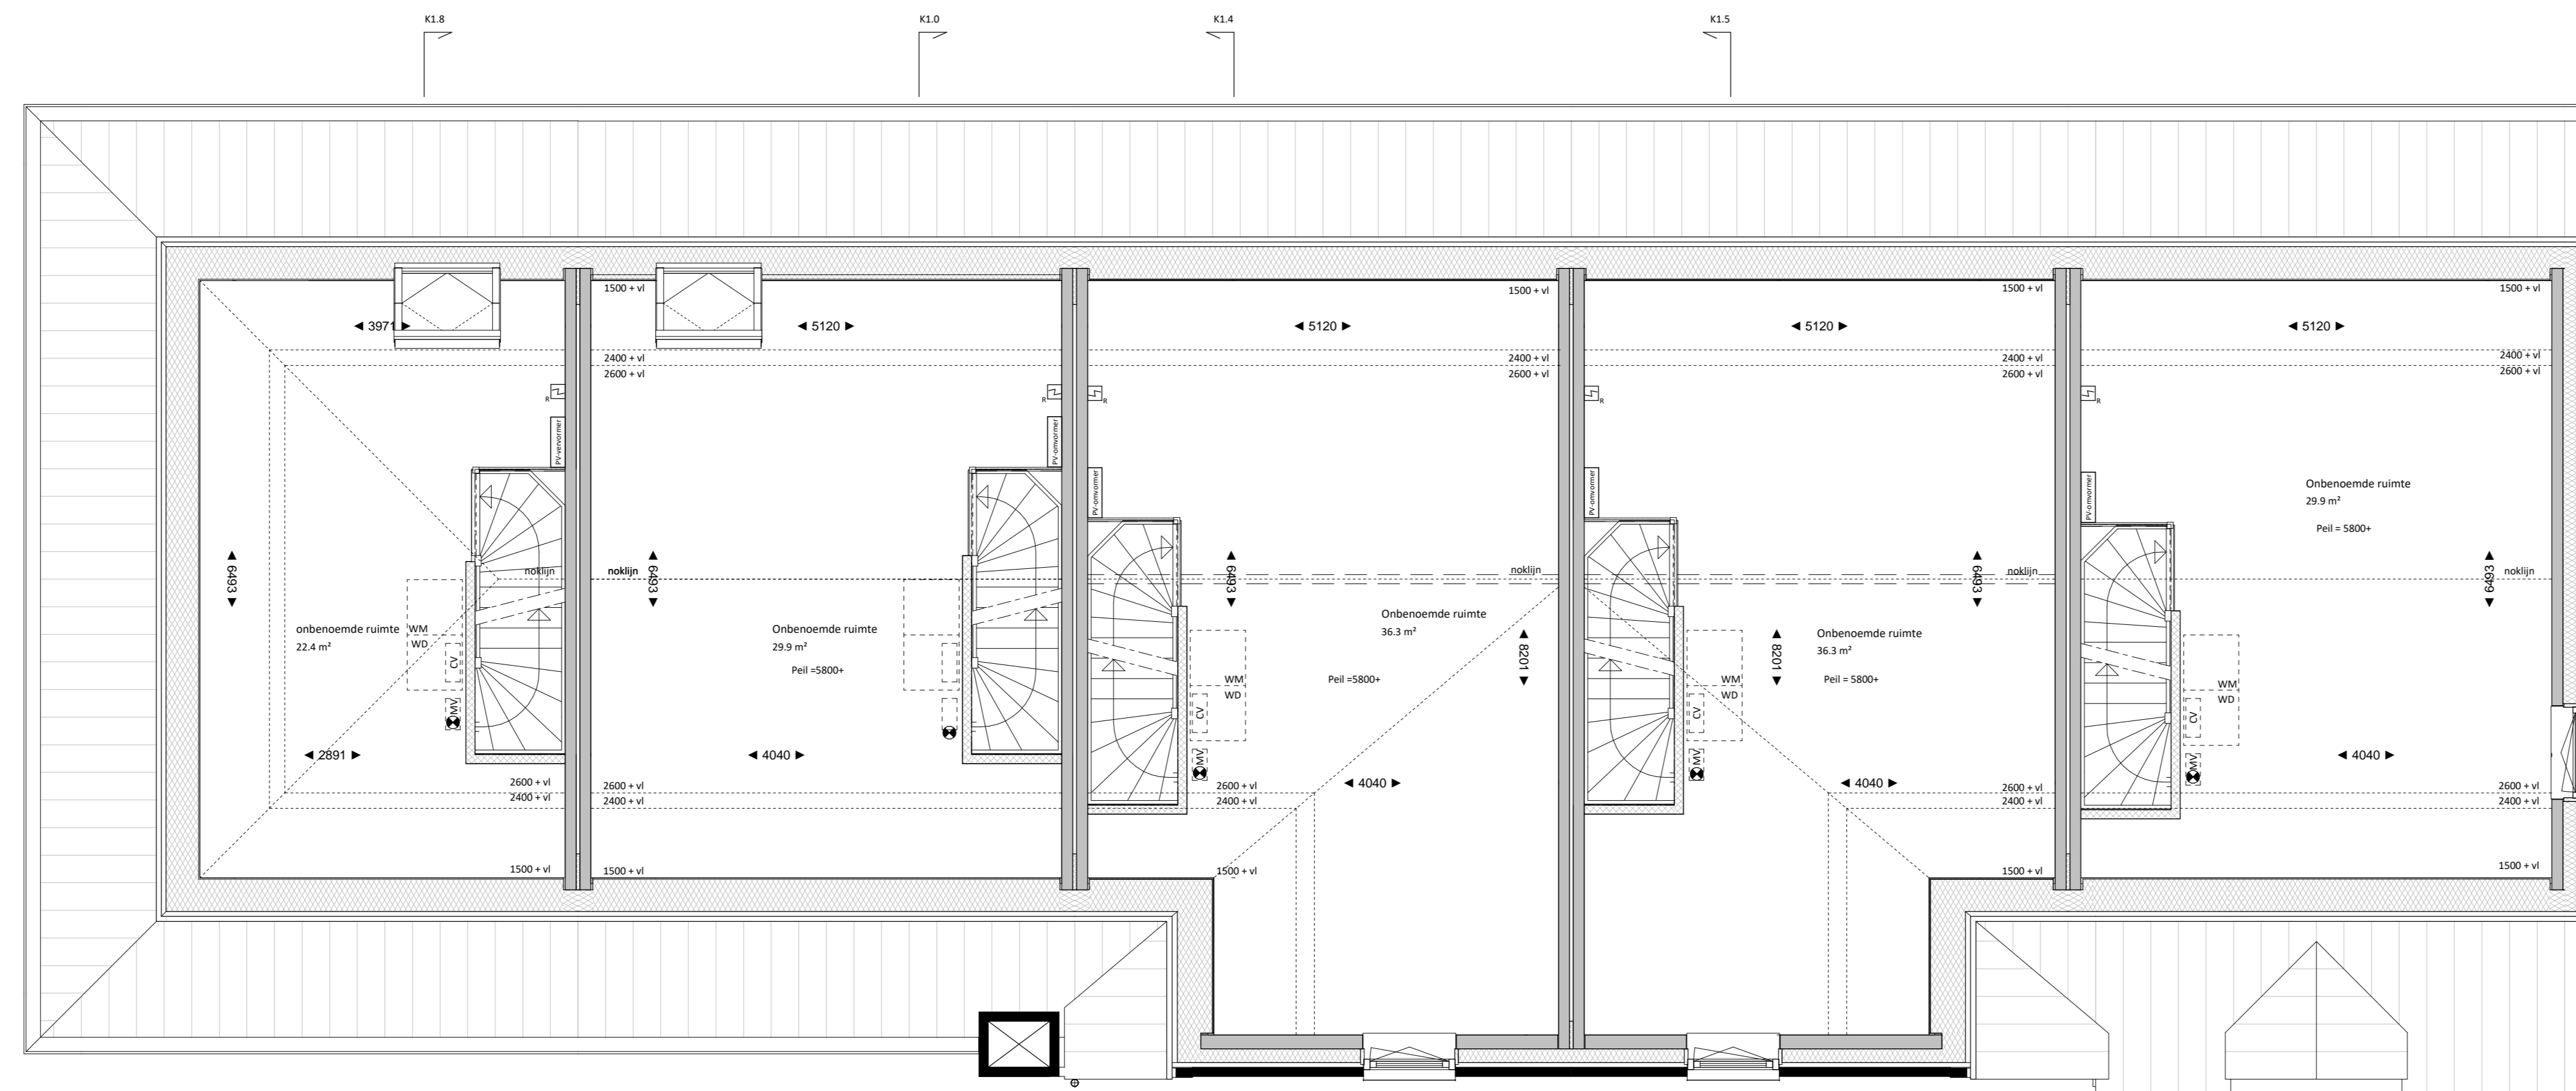 K1.8
K1.0
K1.4
K1.5
1500 + vl
1500 + vl
1500 + vl
1500 + vl
◄ 3971 ►
◄ 5120 ►
◄ 5120 ►
◄ 5120 ►
◄ 5120 ►
2400 + vl
2400 + vl
2400 + vl
2400 + vl
2600 + vl
2600 + vl
2600 + vl
2600 + vl
R
R
R
R
R
PV-vervormer
PV-omvormer
PV-omvormer
PV-omvormer
PV-omvormer
Onbenoemde ruimte
29.9 m²
Peil = 5800+
noklijn
noklijn
noklijn
noklijn
noklijn
◄ 6493 ►
◄ 6493 ►
◄ 6493 ►
◄ 6493 ►
◄ 6493 ►
onbenoemde ruimte
22.4 m²
WM
WD
CV
MV
Onbenoemde ruimte
29.9 m²
Peil =5800+
Onbenoemde ruimte
36.3 m²
Peil =5800+
◄ 8201 ►
WM
WD
CV
MV
Onbenoemde ruimte
36.3 m²
Peil = 5800+
◄ 8201 ►
WM
WD
CV
MV
WM
WD
CV
MV
◄ 2891 ►
◄ 4040 ►
◄ 4040 ►
◄ 4040 ►
◄ 4040 ►
2600 + vl
2600 + vl
2600 + vl
2600 + vl
2600 + vl
2400 + vl
2400 + vl
2400 + vl
2400 + vl
2400 + vl
1500 + vl
1500 + vl
1500 + vl
1500 + vl
1500 + vl